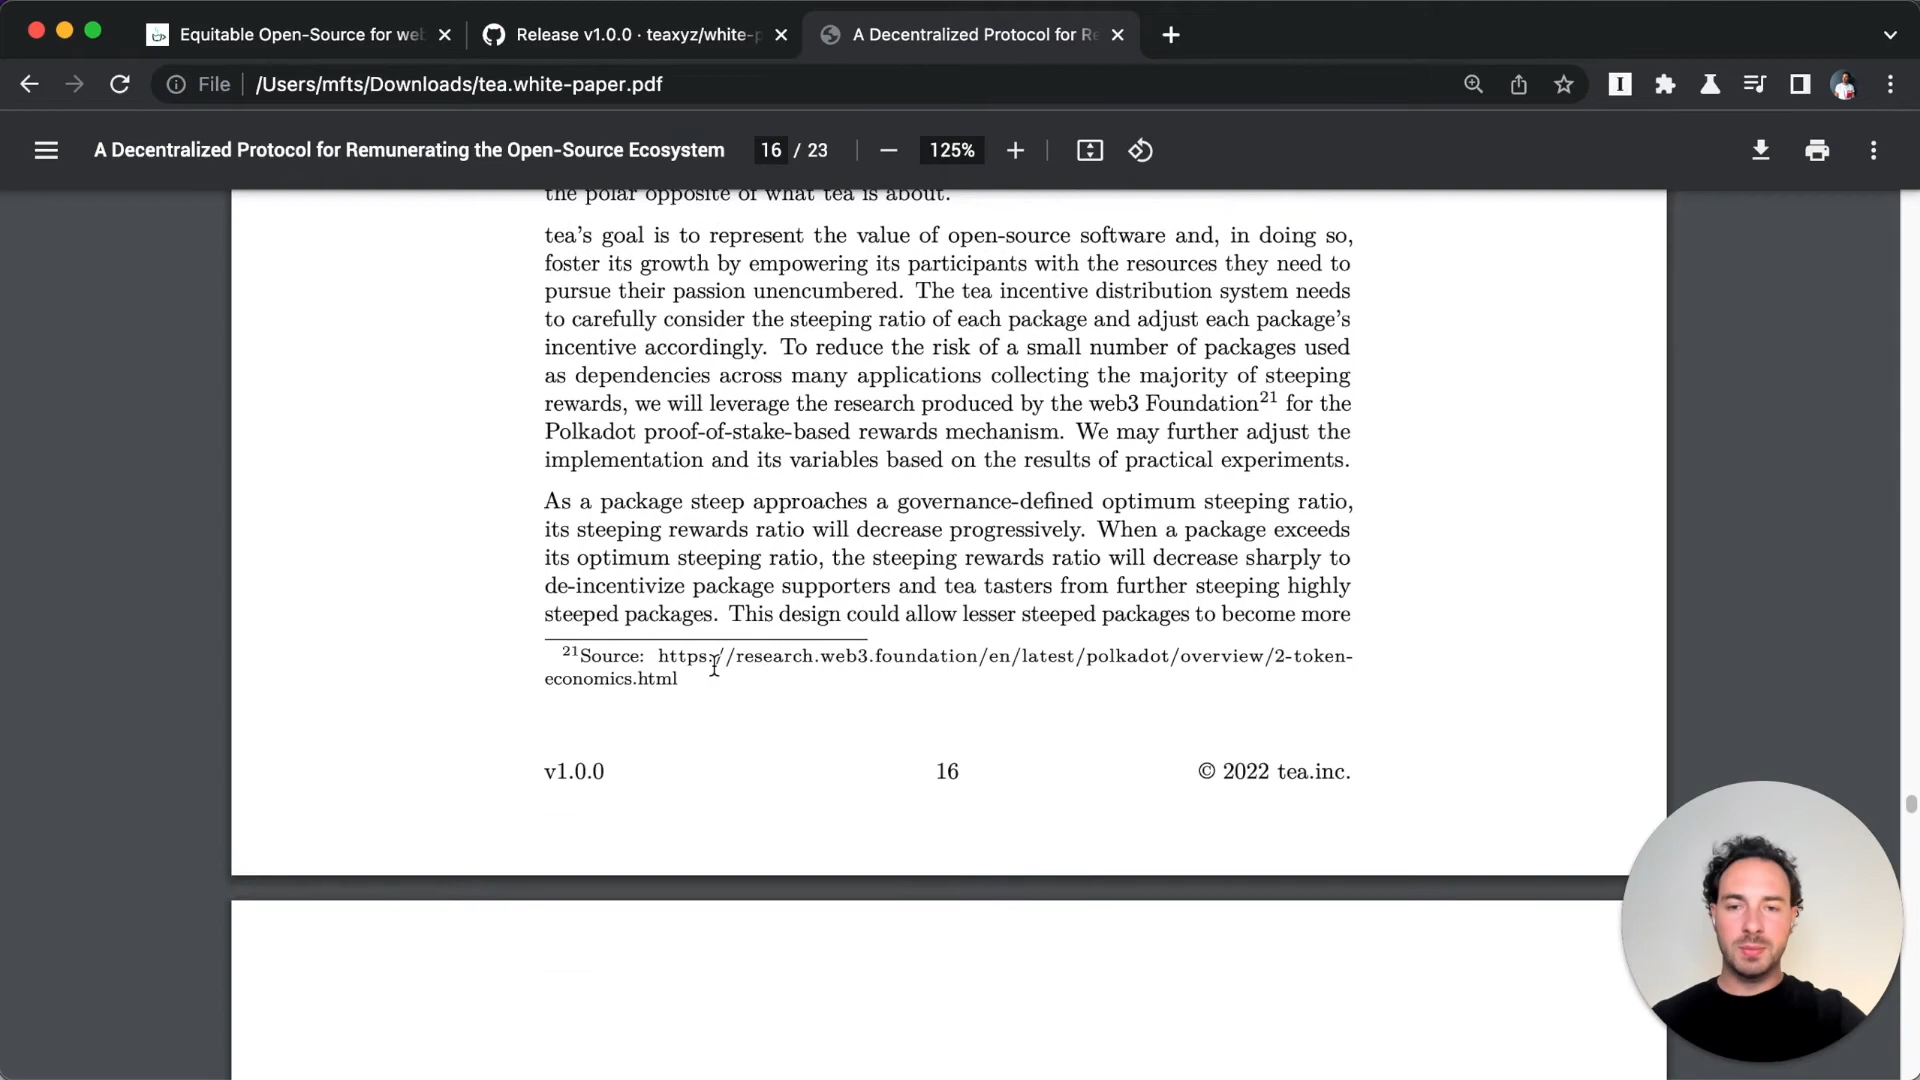 Equitable Open-Source for we
Release v1.0.0 · teaxyz/white-p
A Decentralized Protocol for Re
File
/Users/mfts/Downloads/tea.white-paper.pdf
A Decentralized Protocol for Remunerating the Open-Source Ecosystem
16 / 23
125%
the polar opposite of what tea is about.
tea’s goal is to represent the value of open-source software and, in doing so,
foster its growth by empowering its participants with the resources they need to
pursue their passion unencumbered. The tea incentive distribution system needs
to carefully consider the steeping ratio of each package and adjust each package’s
incentive accordingly. To reduce the risk of a small number of packages used
as dependencies across many applications collecting the majority of steeping
rewards, we will leverage the research produced by the web3 Foundation21 for the
Polkadot proof-of-stake-based rewards mechanism. We may further adjust the
implementation and its variables based on the results of practical experiments.
As a package steep approaches a governance-defined optimum steeping ratio,
its steeping rewards ratio will decrease progressively. When a package exceeds
its optimum steeping ratio, the steeping rewards ratio will decrease sharply to
de-incentivize package supporters and tea tasters from further steeping highly
steeped packages. This design could allow lesser steeped packages to become more
21Source: https://research.web3.foundation/en/latest/polkadot/overview/2-token-
economics.html
v1.0.0
16
© 2022 tea.inc.